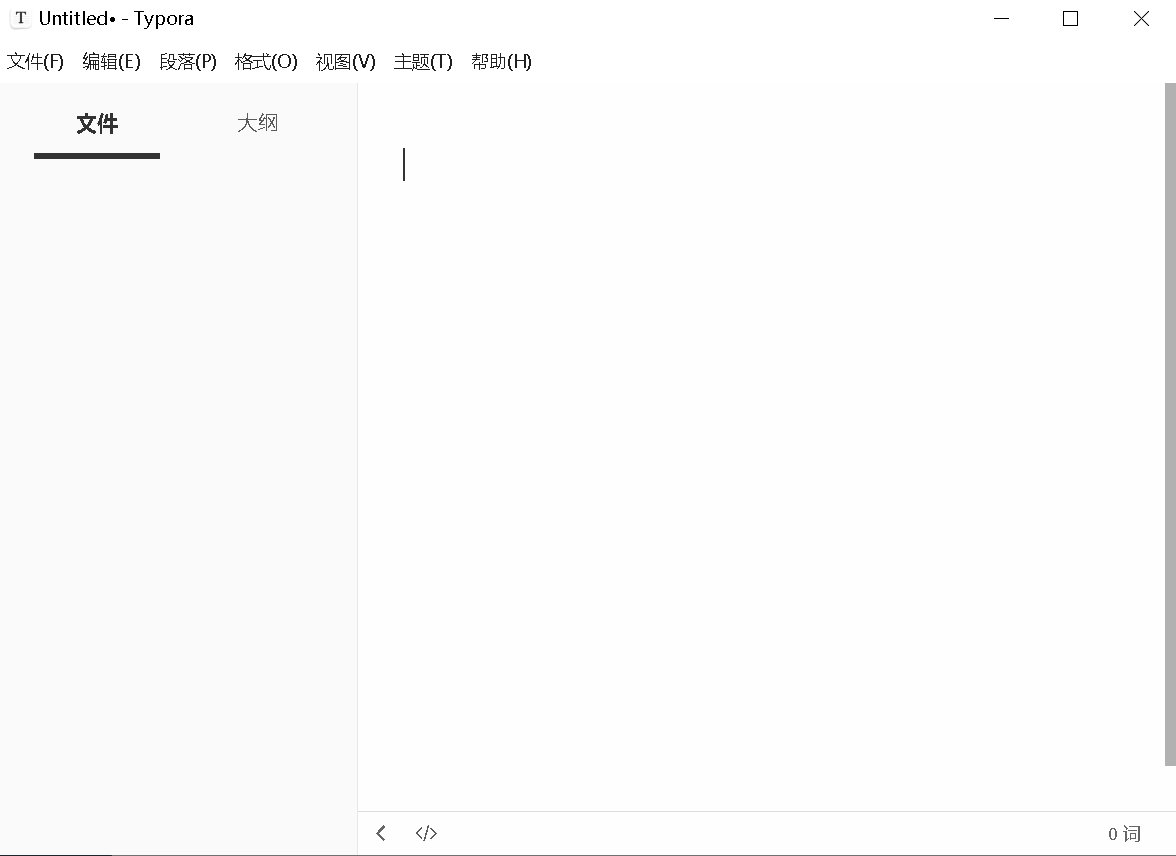 T Untitled• - Typora
文件(F) 编辑(E) 段落(P) 格式(O) 视图(V) 主题(T) 帮助(H)
文件 大纲
</> 0 词